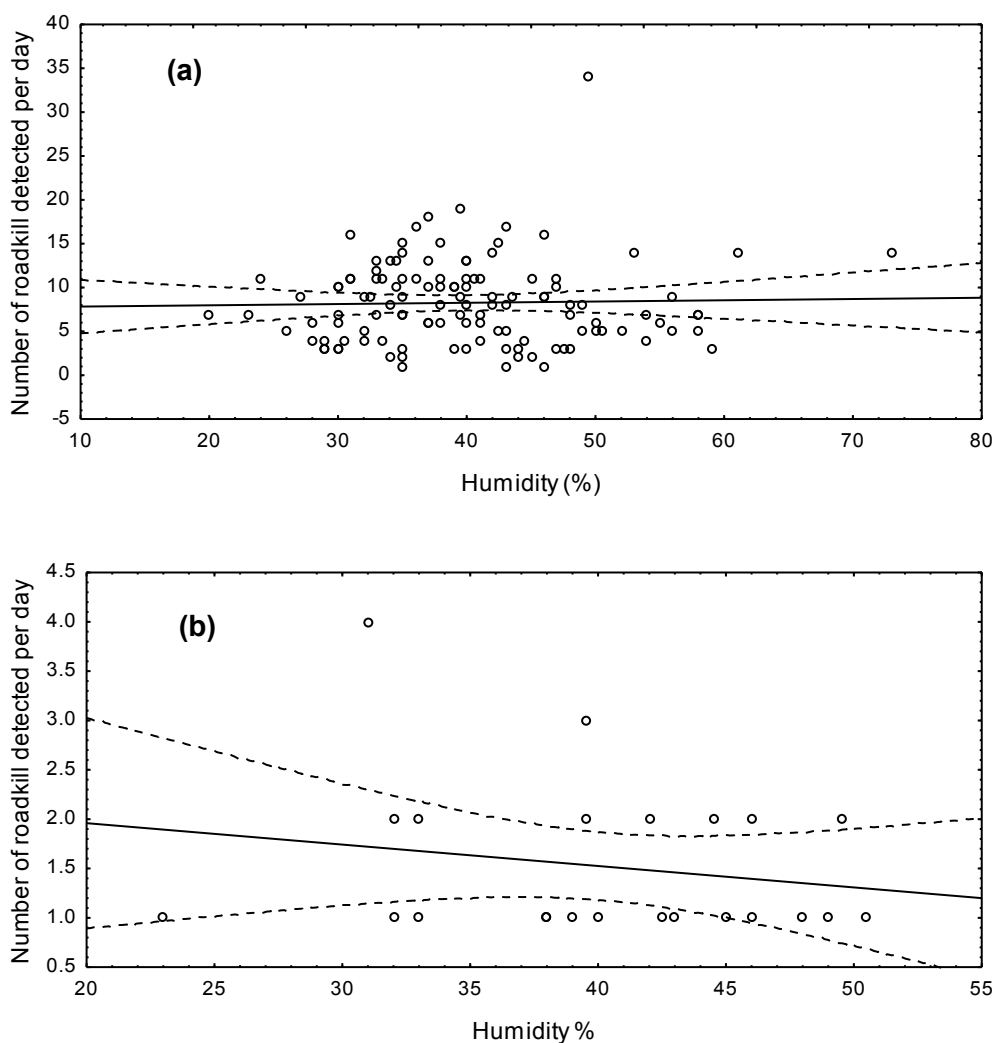 Number of roadkill detected per day
40
35
30
25
20
15
10
5
0
-5
(a)
10 20 30 40 50 60 70 80
Humidity (%)
Number of roadkill detected per day
4.5
4.0
3.5
3.0
2.5
2.0
1.5
1.0
0.5
(b)
20 25 30 35 40 45 50 55
Humidity %